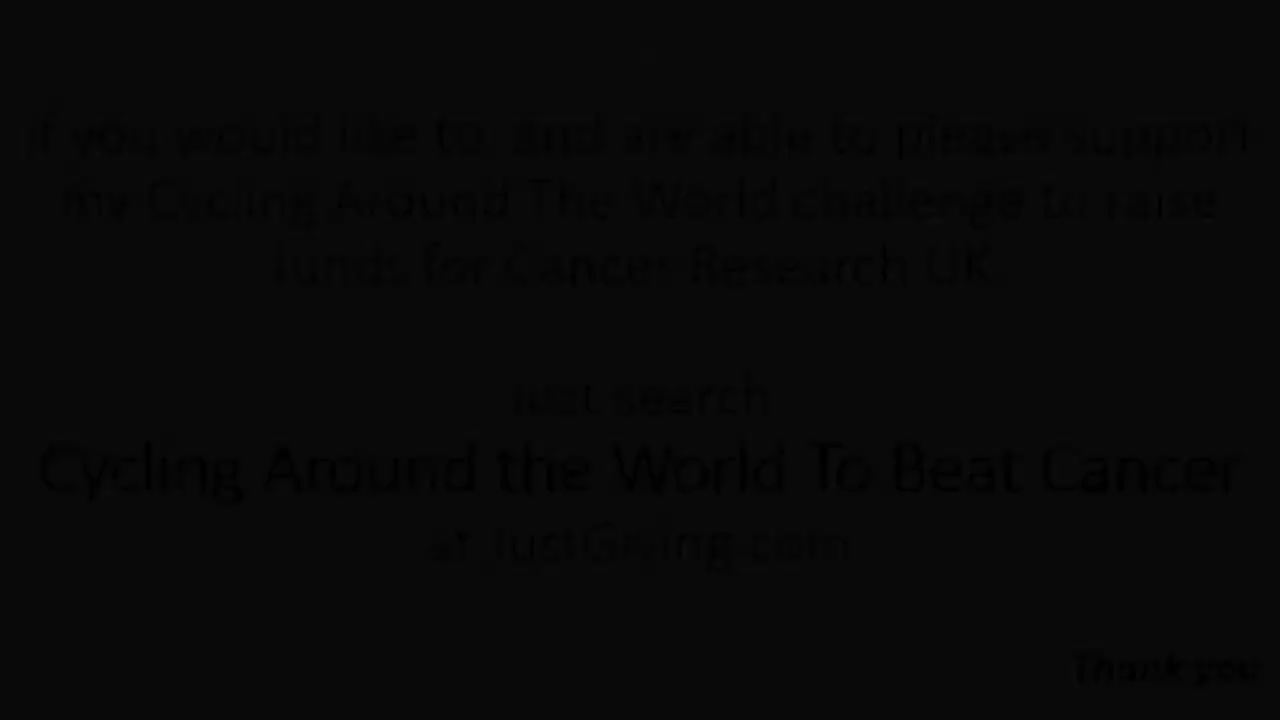 if you would like to, and are able to please support
my Cycling Around The World challenge to raise
funds for Cancer Research UK.
just search
Cycling Around the World To Beat Cancer
at JustGiving.com
Thank you